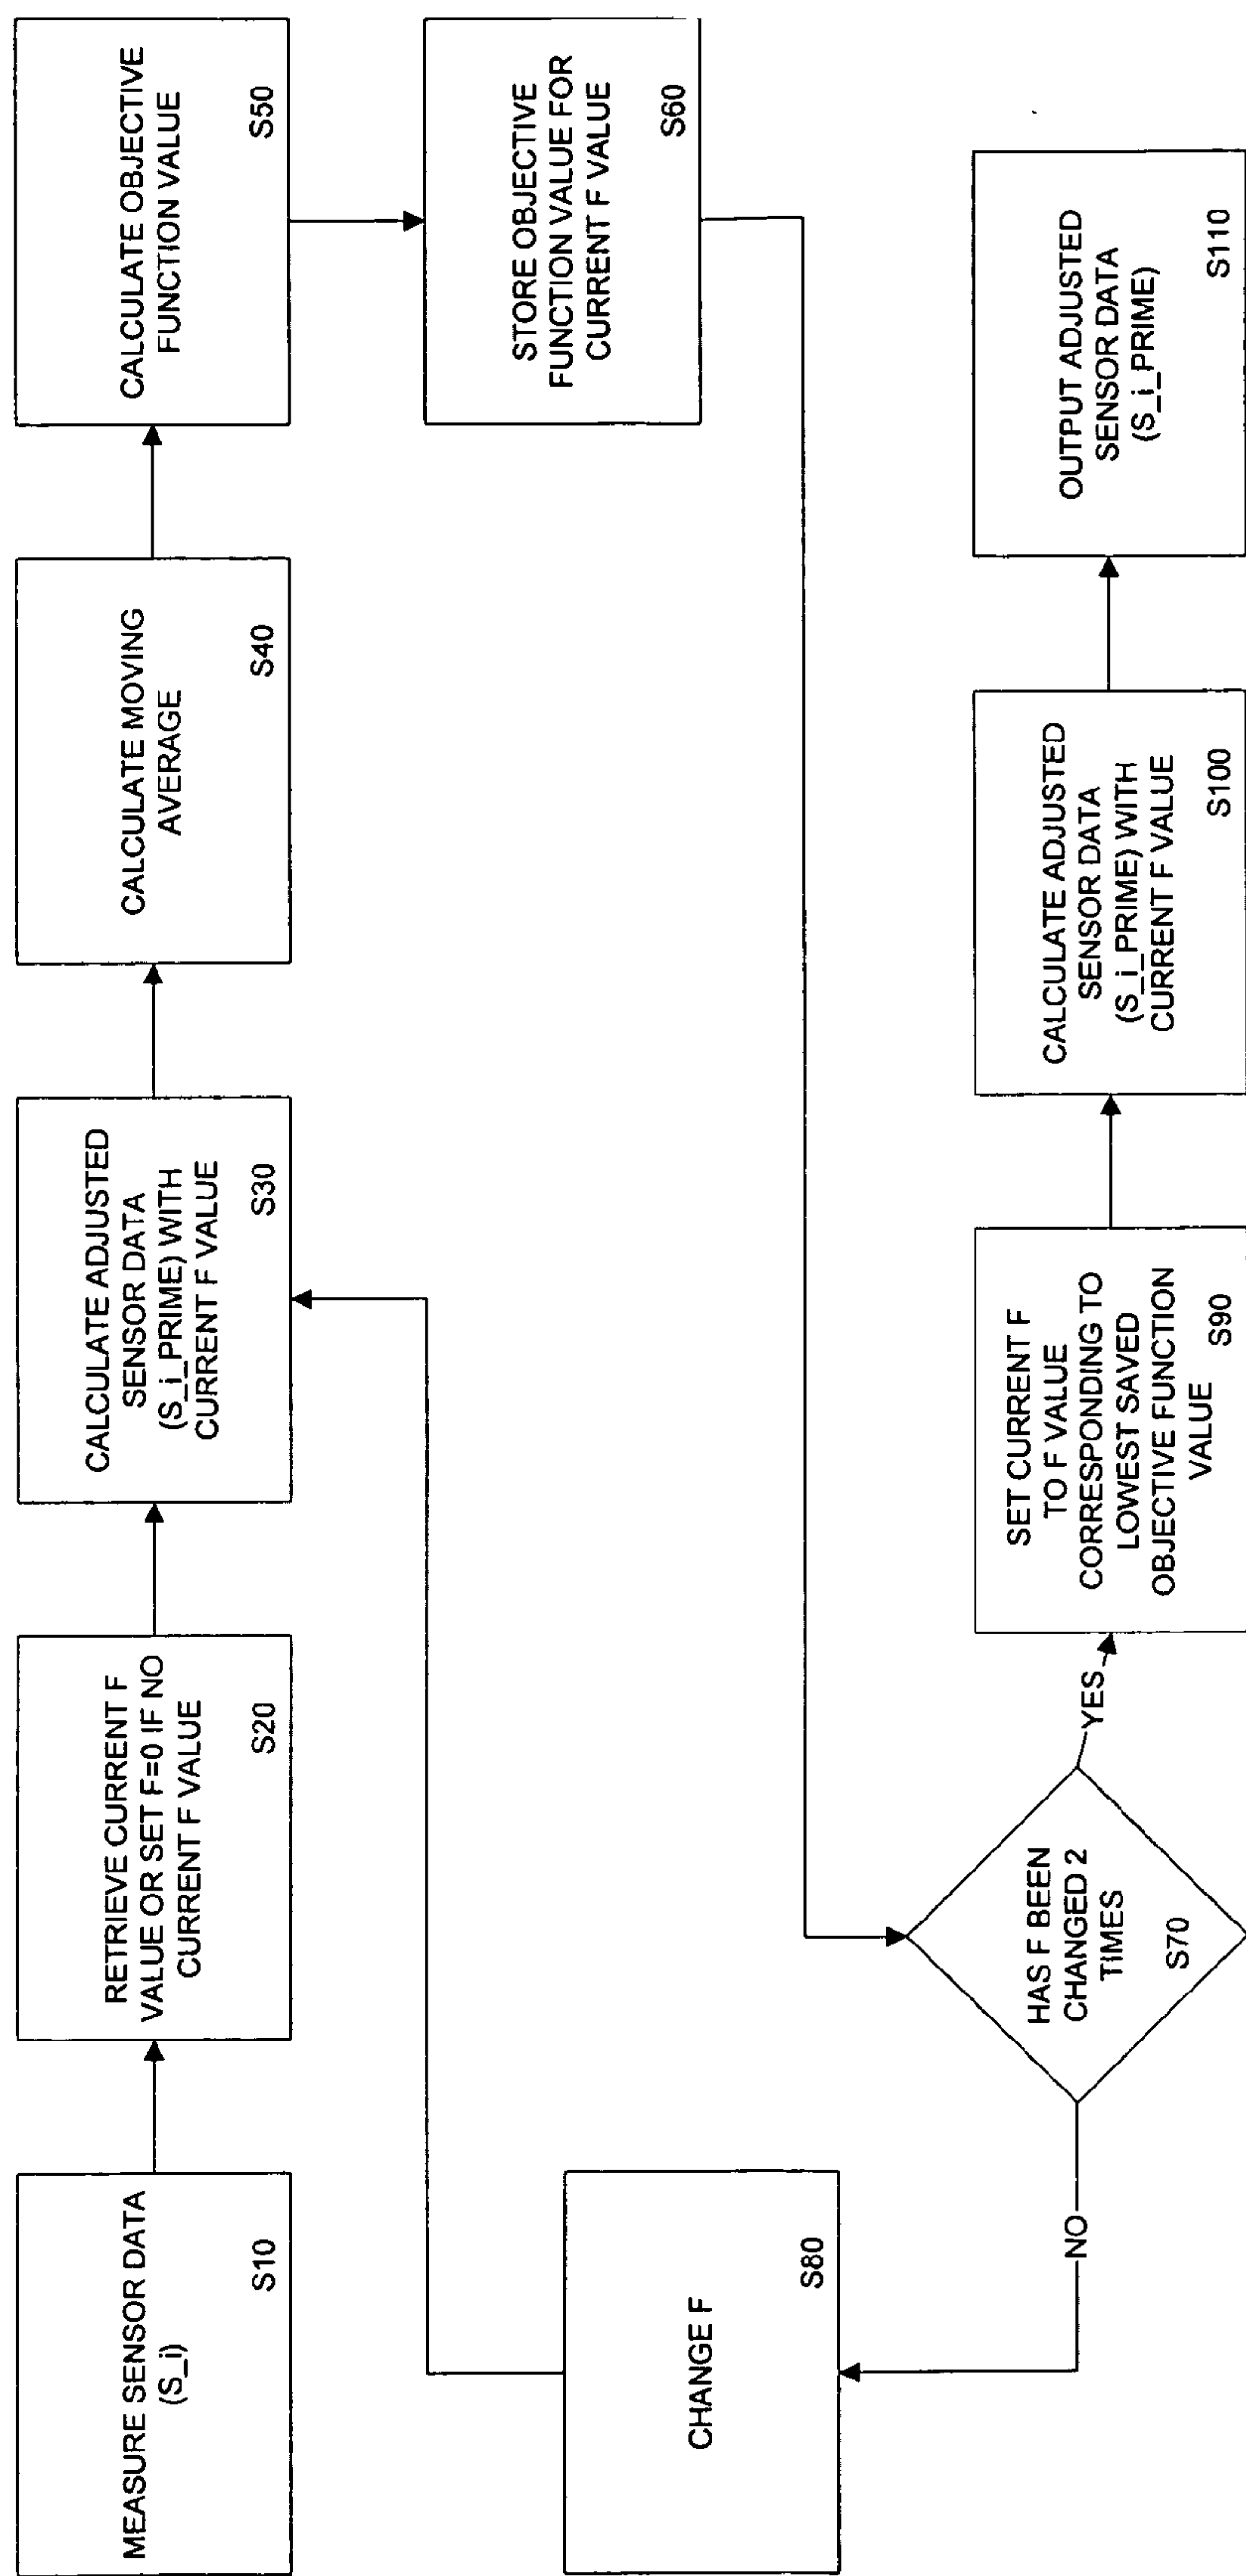 MEASURE SENSOR DATA
(S_i)
S10
RETRIEVE CURRENT F
VALUE OR SET F=0 IF NO
CURRENT F VALUE
S20
CALCULATE ADJUSTED
SENSOR DATA
(S_i_PRIME) WITH
CURRENT F VALUE
S30
CALCULATE MOVING
AVERAGE
S40
CALCULATE OBJECTIVE
FUNCTION VALUE
S50
STORE OBJECTIVE
FUNCTION VALUE FOR
CURRENT F VALUE
S60
HAS F BEEN
CHANGED 2
TIMES
S70
NO
CHANGE F
S80
YES
SET CURRENT F
TO F VALUE
CORRESPONDING TO
LOWEST SAVED
OBJECTIVE FUNCTION
VALUE
S90
CALCULATE ADJUSTED
SENSOR DATA
(S_i_PRIME) WITH
CURRENT F VALUE
S100
OUTPUT ADJUSTED
SENSOR DATA
(S_i_PRIME)
S110